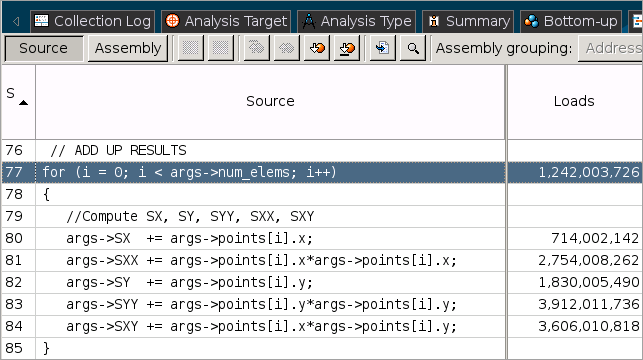 Collection Log Analysis Target Analysis Type Summary Bottom-up
Source Assembly Assembly grouping: Address
S Source Loads
76 // ADD UP RESULTS
77 for (i = 0; i < args->num_elems; i++) 1,242,003,726
78 {
79 //Compute SX, SY, SYY, SXX, SXY
80 args->SX += args->points[i].x; 714,002,142
81 args->SXX += args->points[i].x*args->points[i].x; 2,754,008,262
82 args->SY += args->points[i].y; 1,830,005,490
83 args->SYY += args->points[i].y*args->points[i].y; 3,912,011,736
84 args->SXY += args->points[i].x*args->points[i].y; 3,606,010,818
85 }